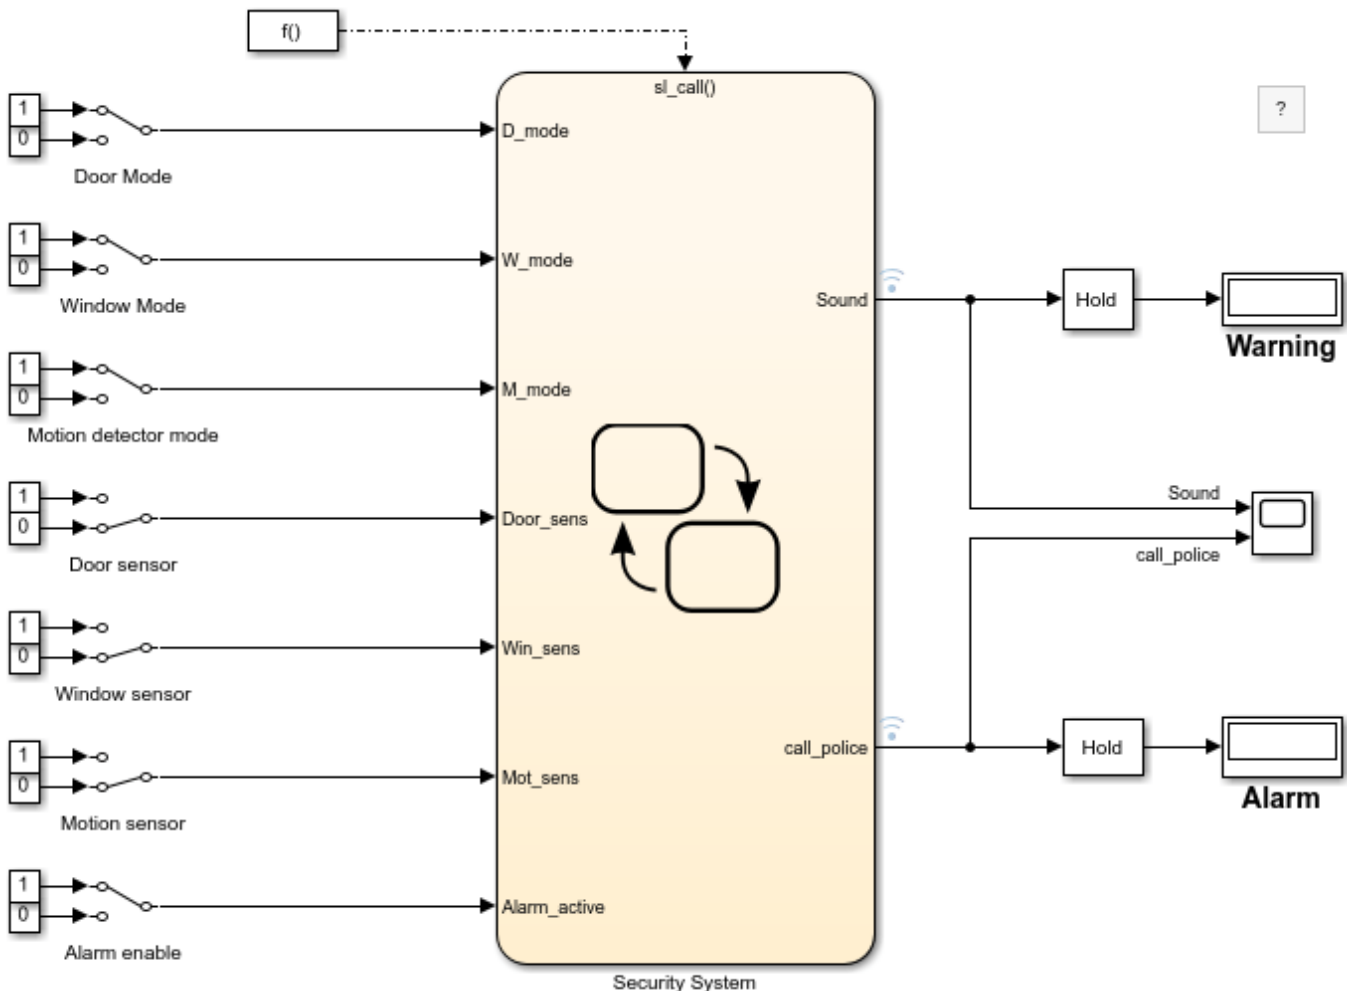 f()
sl_call()
?
1
0
Door Mode
D_mode
1
0
Window Mode
W_mode
Sound
Hold
Warning
1
0
Motion detector mode
M_mode
1
0
Door sensor
Door_sens
Sound
call_police
1
0
Window sensor
Win_sens
1
0
Motion sensor
Mot_sens
call_police
Hold
Alarm
1
0
Alarm enable
Alarm_active
Security System